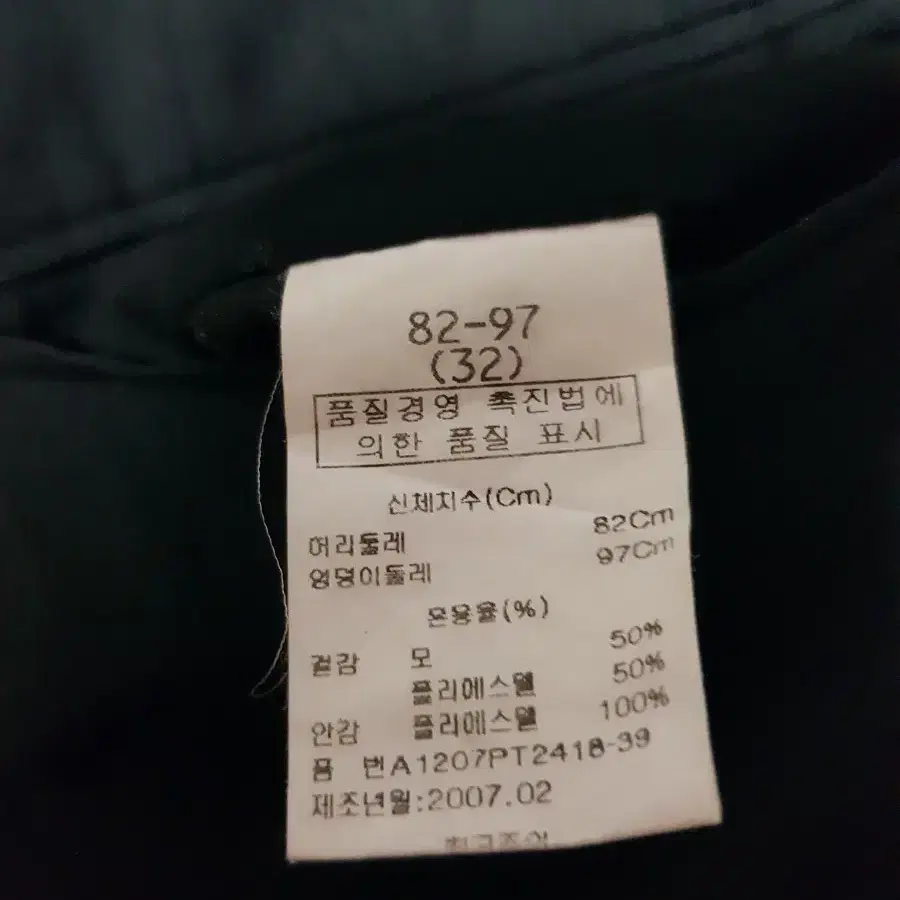 82-97
(32)
품질경영 촉진법에
의한 품질 표시
신체치수(Cm)
허리둘레 82Cm
엉덩이둘레 97Cm
혼용율(%)
겉감 모 50%
폴리에스텔 50%
안감 폴리에스텔 100%
품 번A1207PT2418-39
제조년월:2007.02